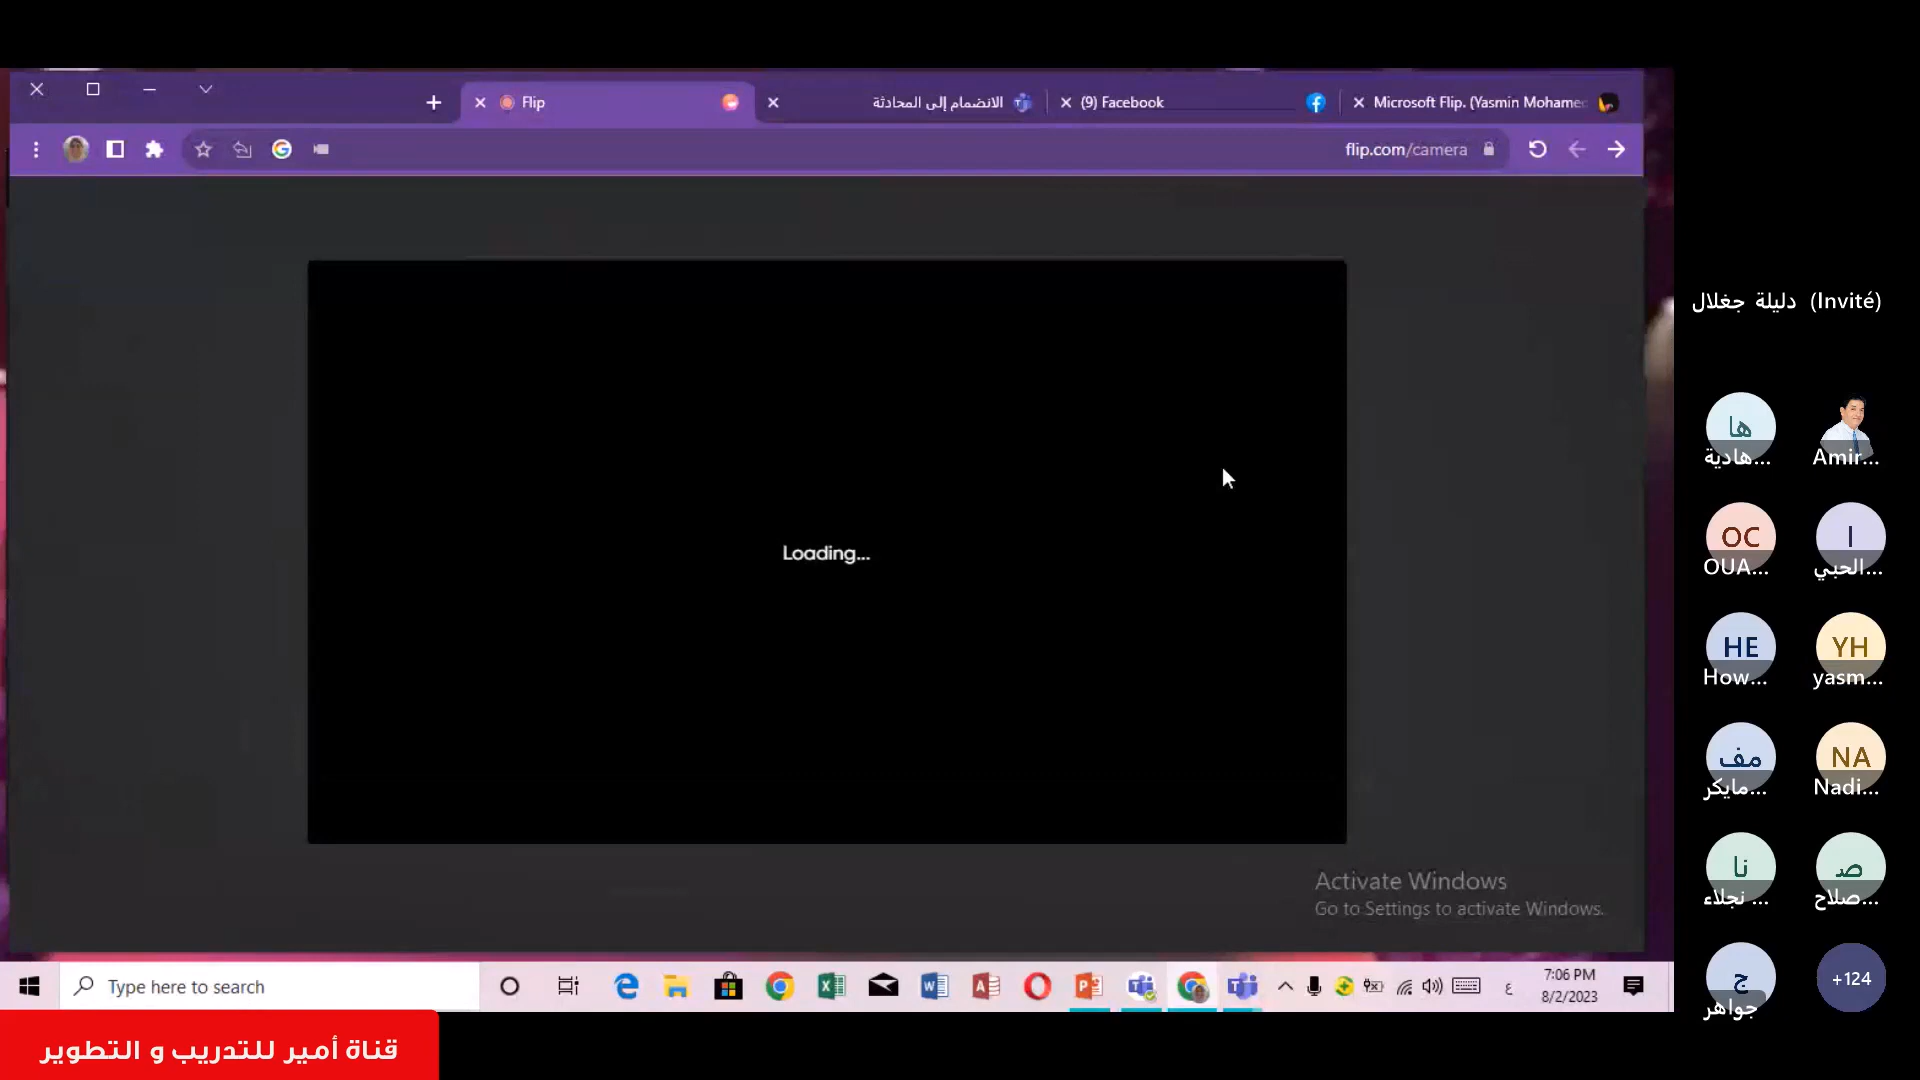 Flip
الانضمام إلى المحادثة
(9) Facebook
Microsoft Flip. (Yasmin Mohamed
flip.com/camera
Loading...
Activate Windows
Go to Settings to activate Windows.
Type here to search
ع
7:06 PM
8/2/2023
قناة أمير للتدريب و التطوير
دليلة جغلال (Invité)
ها
هادية...
Amir...
OC
OUA...
ا
الحبي...
HE
How...
YH
yasm...
مف
مايكر...
NA
Nadi...
نا
نجلاء ...
صـ
صلاح...
ج
جواهر
+124